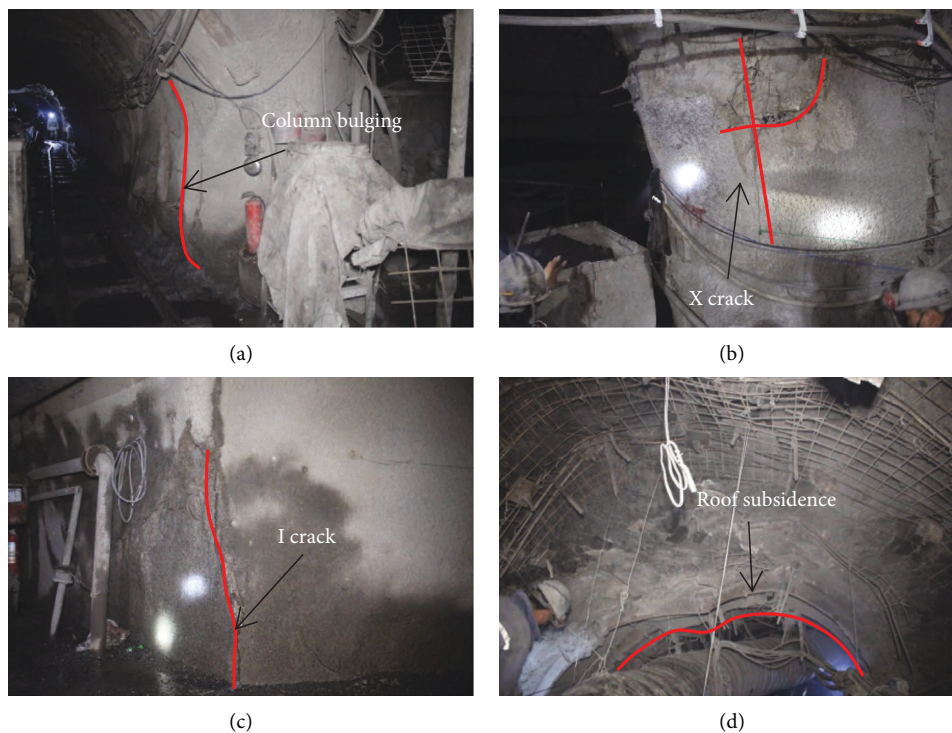 Column bulging
X crack
(a)
(b)
I crack
Roof subsidence
(c)
(d)